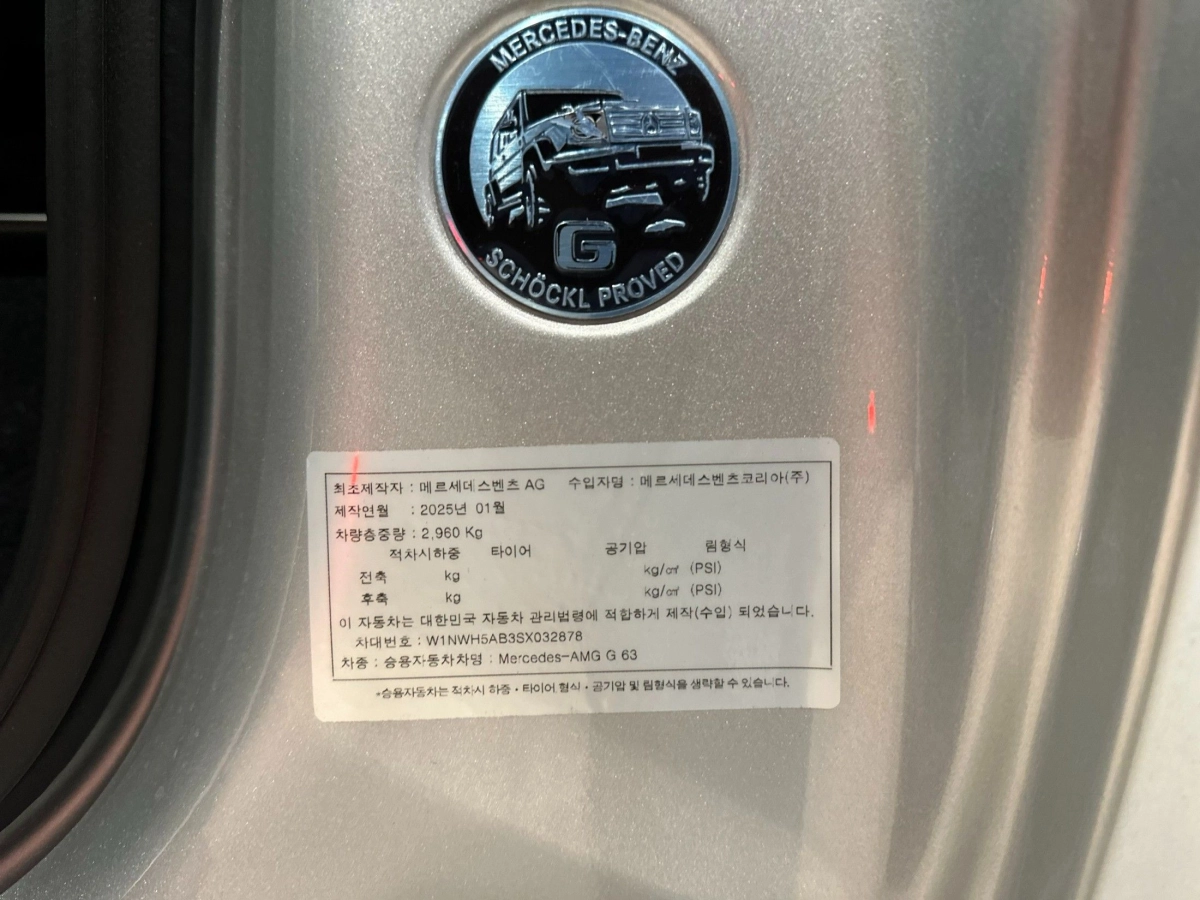 MERCEDES-BENZ
G
SCHÖCKL PROVED
최초제작자 : 메르세데스벤츠 AG 수입자명 : 메르세데스벤츠코리아(주)
제작연월 : 2025년 01월
차량총중량 : 2,960 Kg
적차시하중 타이어 공기압 림형식
전축 kg kg/㎠ (PSI)
후축 kg kg/㎠ (PSI)
이 자동차는 대한민국 자동차 관리법령에 적합하게 제작(수입) 되었습니다.
차대번호 : W1NWH5AB3SX032878
차종 : 승용자동차차명 : Mercedes-AMG G 63
*승용자동차는 적차시 하중・타이어 형식・공기압 및 림형식을 생략할 수 있습니다.